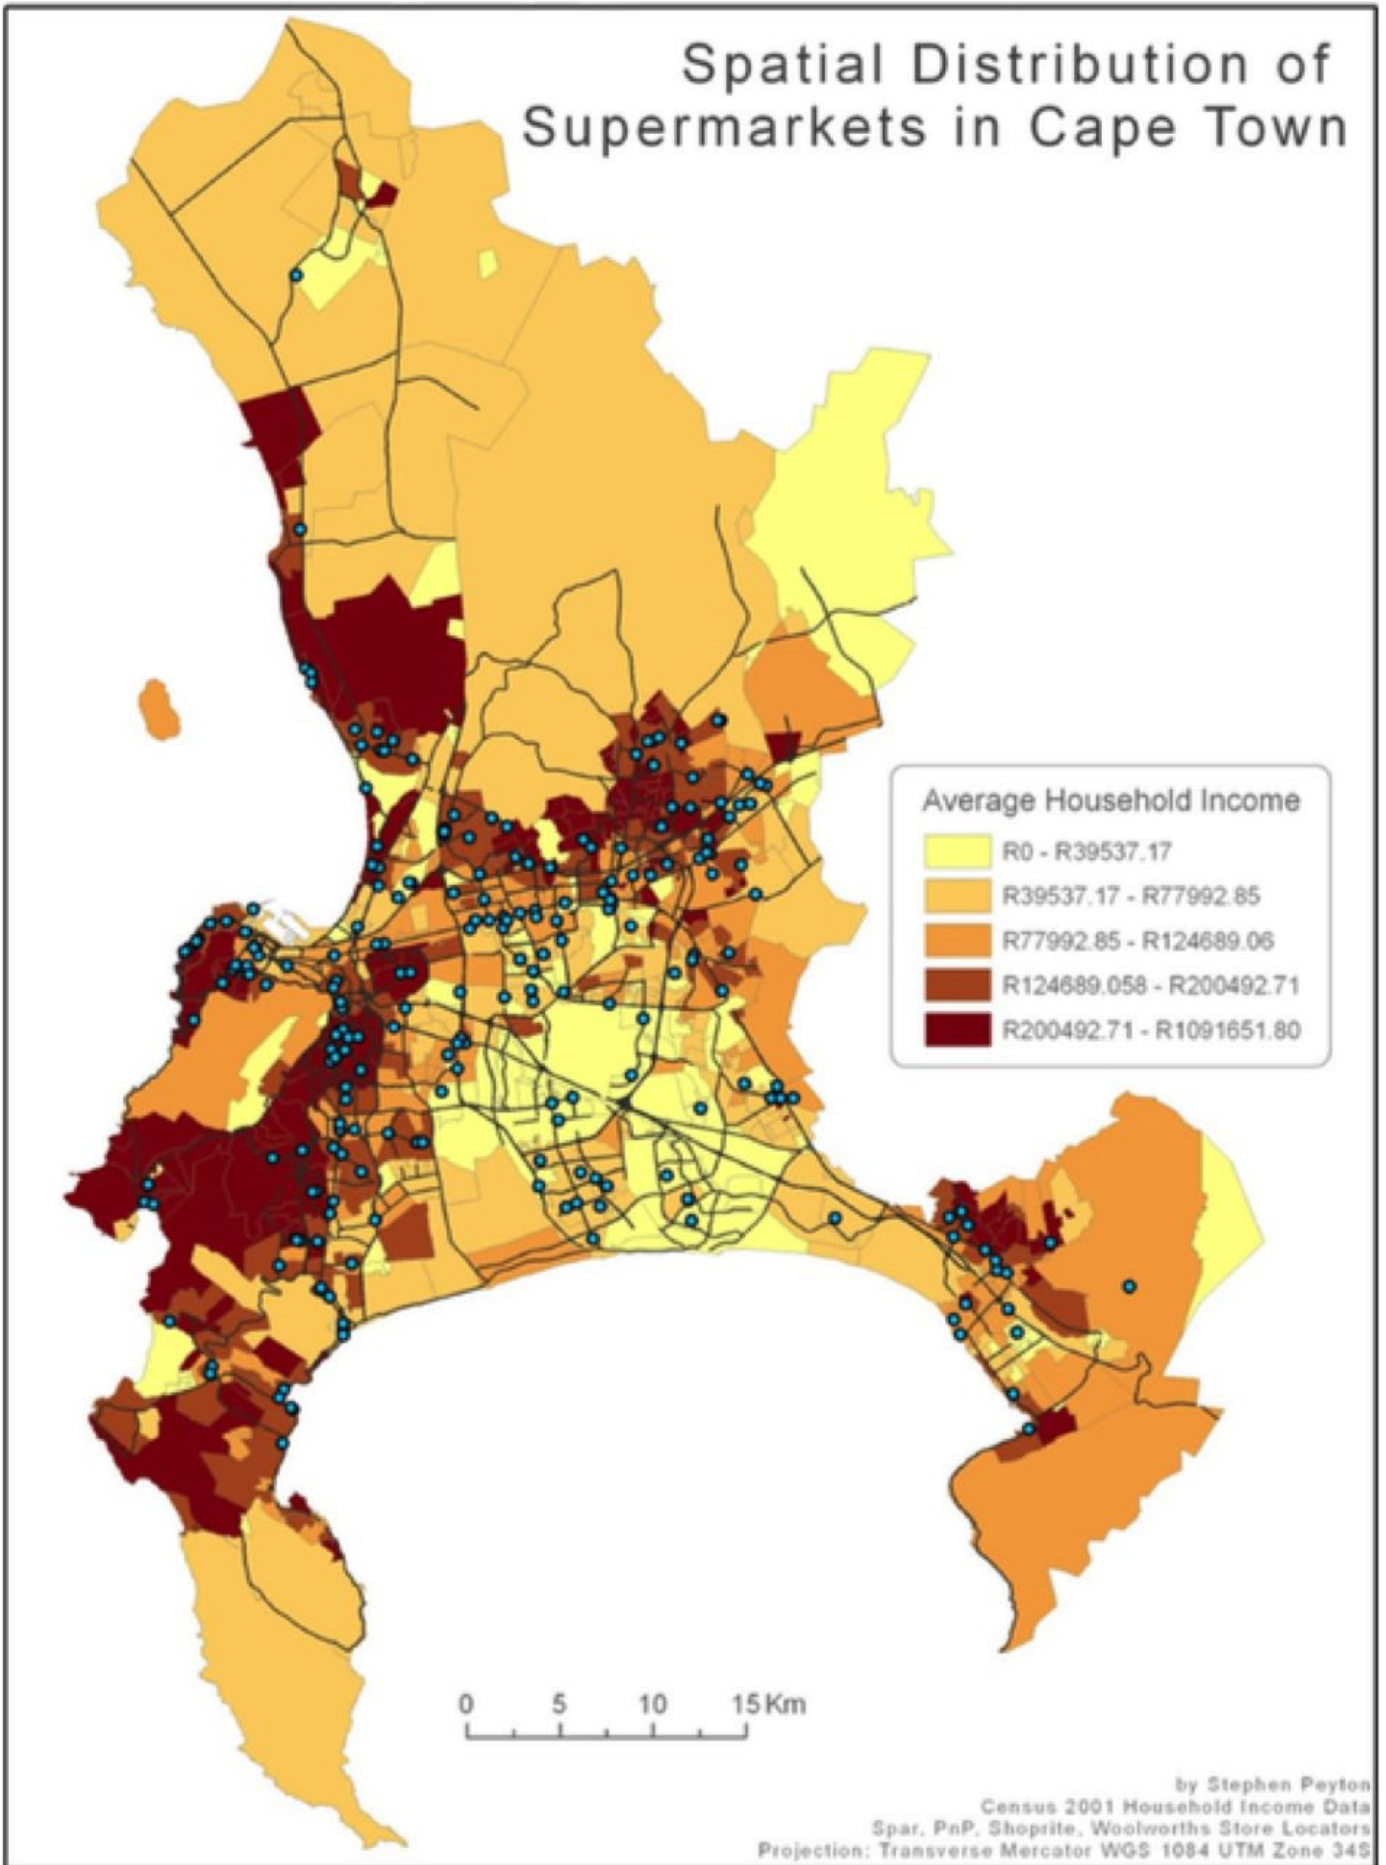 Spatial Distribution of
Supermarkets in Cape Town
Average Household Income
R0 - R39537.17
R39537.17 - R77992.85
R77992.85 - R124689.06
R124689.058 - R200492.71
R200492.71 - R1091651.80
0 5 10 15 Km
by Stephen Peyton
Census 2001 Household Income Data
Spar, PnP, Shoprite, Woolworths Store Locators
Projection: Transverse Mercator WGS 1084 UTM Zone 34S